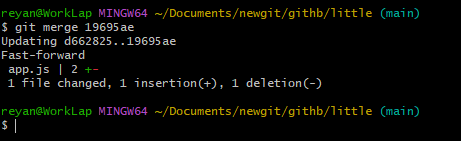 reyan@WorkLap MINGW64 ~/Documents/newgit/githb/little (main)
$ git merge 19695ae
Updating d662825..19695ae
Fast-forward
 app.js | 2 +-
 1 file changed, 1 insertion(+), 1 deletion(-)
reyan@WorkLap MINGW64 ~/Documents/newgit/githb/little (main)
$